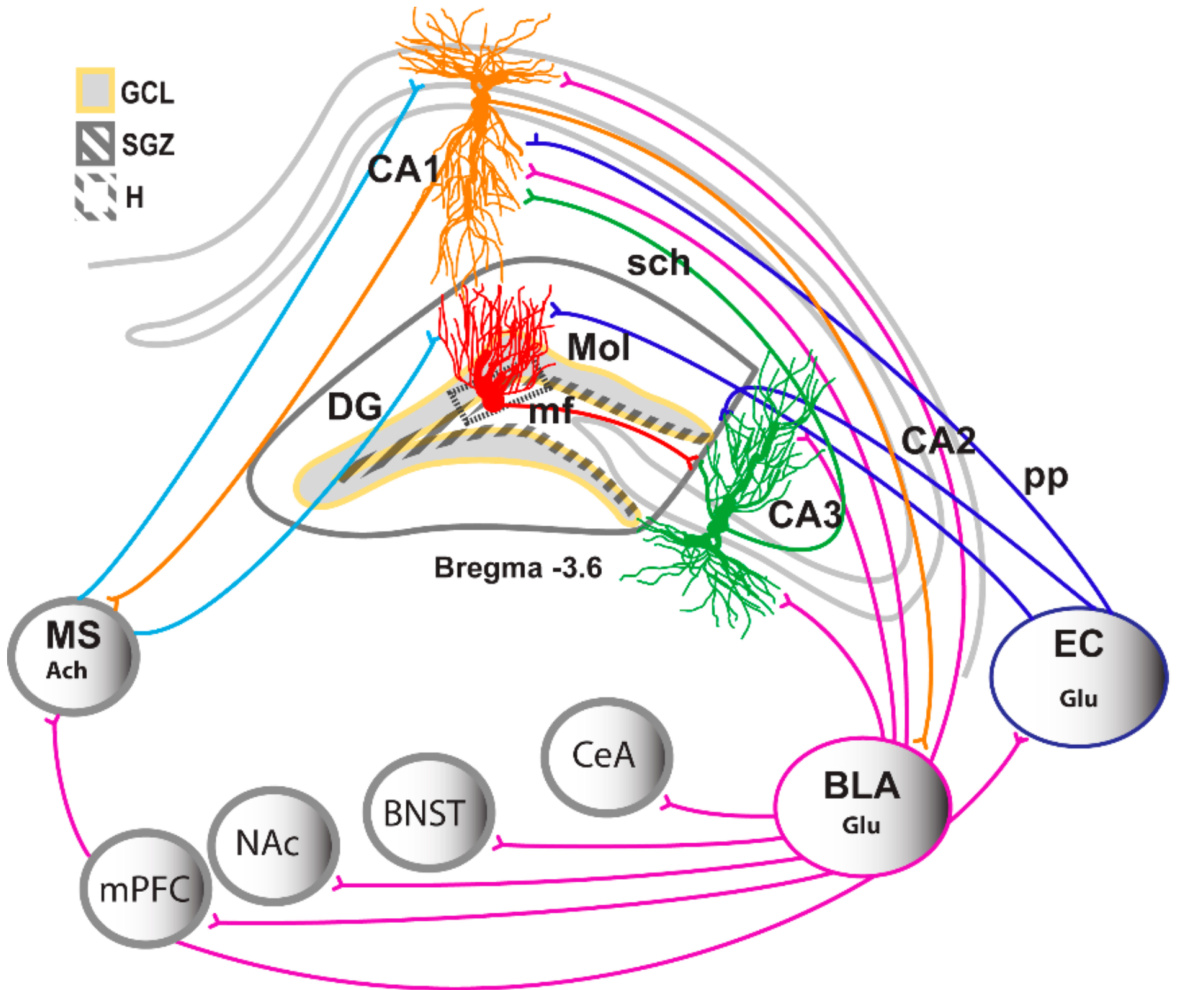 GCL
SGZ
H
CA1
sch
Mol
DG
mf
CA2
pp
CA3
Bregma -3.6
MS
Ach
EC
Glu
CeA
BLA
Glu
BNST
NAc
mPFC